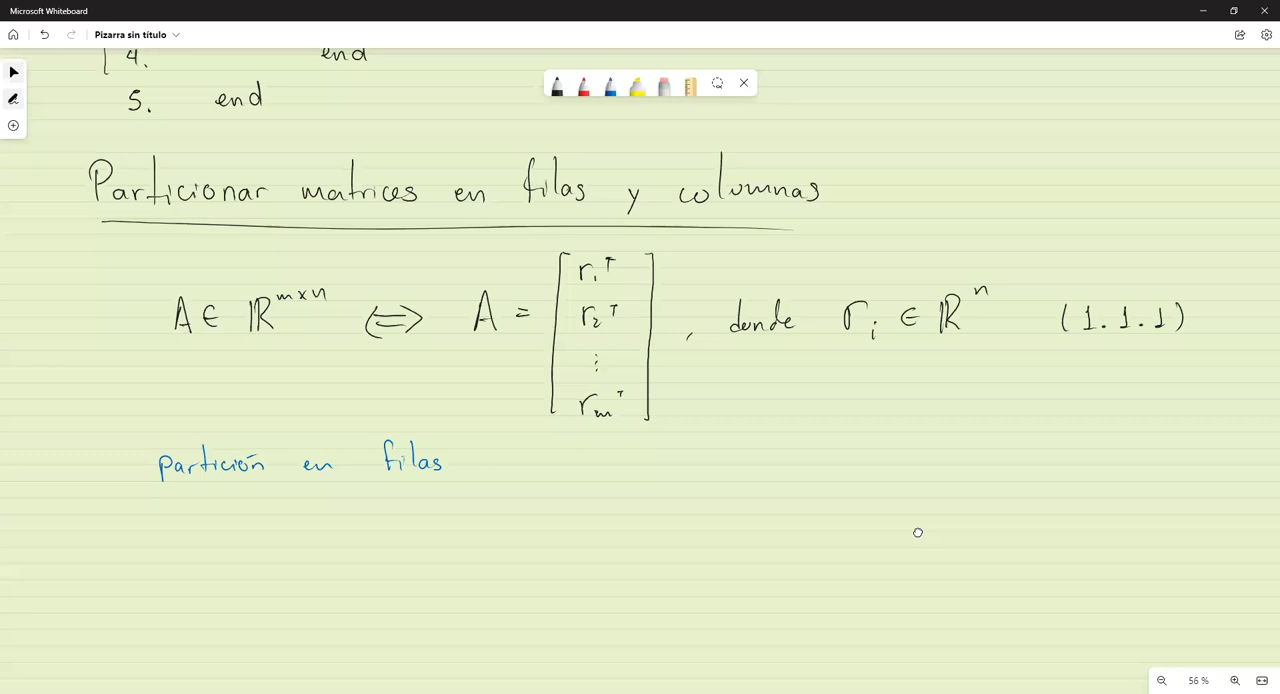 Microsoft Whiteboard
Pizarra sin título
4. end
5. end
Particionar matrices en filas y columnas
A ∈ ℝ^{m×n} ⟺ A = [r₁ᵀ r₂ᵀ ⋮ rₘᵀ], donde rᵢ ∈ ℝⁿ (1.1.1)
partición en filas
56 %